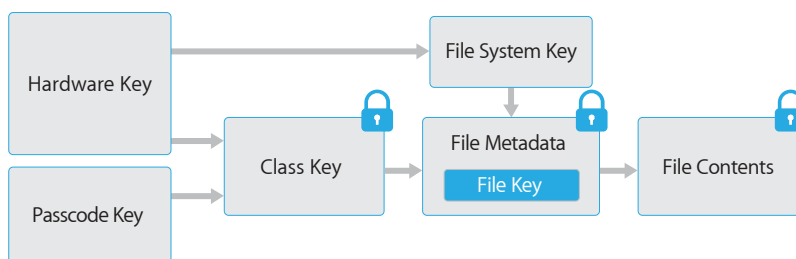 Hardware Key
File System Key
Class Key
File Metadata
File Key
File Contents
Passcode Key